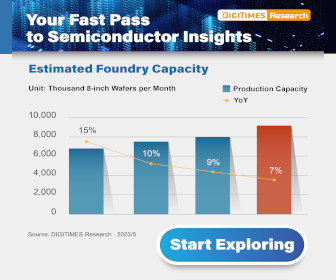 DIGITIMES Research
Your Fast Pass
to Semiconductor Insights
Estimated Foundry Capacity
Unit: Thousand 8-inch Wafers per Month
Production Capacity
YoY
10,000
8,000
6,000
4,000
2,000
0
15%
10%
9%
7%
Source: DIGITIMES Research · 2023/5
Start Exploring